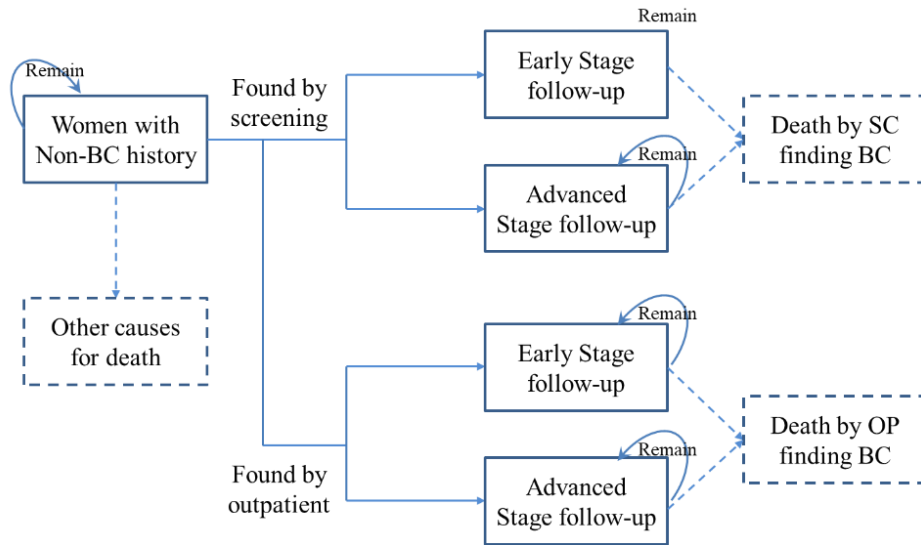 Remain
Women with
Non-BC history
Other causes
for death
Found by
screening
Found by
outpatient
Remain
Early Stage
follow-up
Remain
Advanced
Stage follow-up
Death by SC
finding BC
Remain
Early Stage
follow-up
Remain
Advanced
Stage follow-up
Death by OP
finding BC